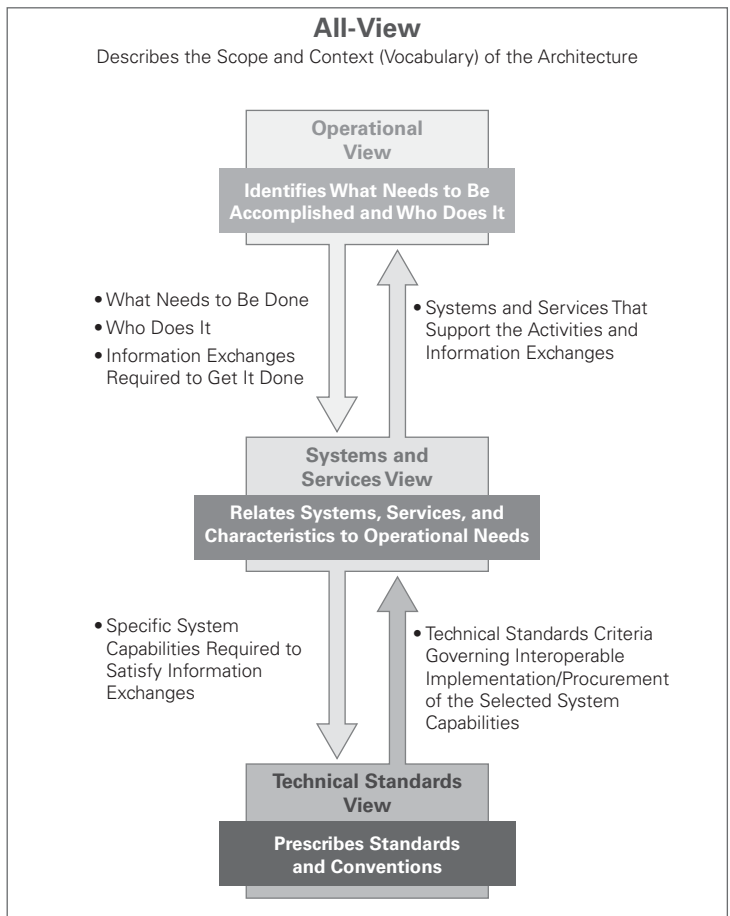 All-View
Describes the Scope and Context (Vocabulary) of the Architecture
Operational
View
Identifies What Needs to Be
Accomplished and Who Does It
• What Needs to Be Done
• Who Does It
• Information Exchanges
Required to Get It Done
• Systems and Services That
Support the Activities and
Information Exchanges
Systems and
Services View
Relates Systems, Services, and
Characteristics to Operational Needs
• Specific System
Capabilities Required to
Satisfy Information
Exchanges
• Technical Standards Criteria
Governing Interoperable
Implementation/Procurement
of the Selected System
Capabilities
Technical Standards
View
Prescribes Standards
and Conventions